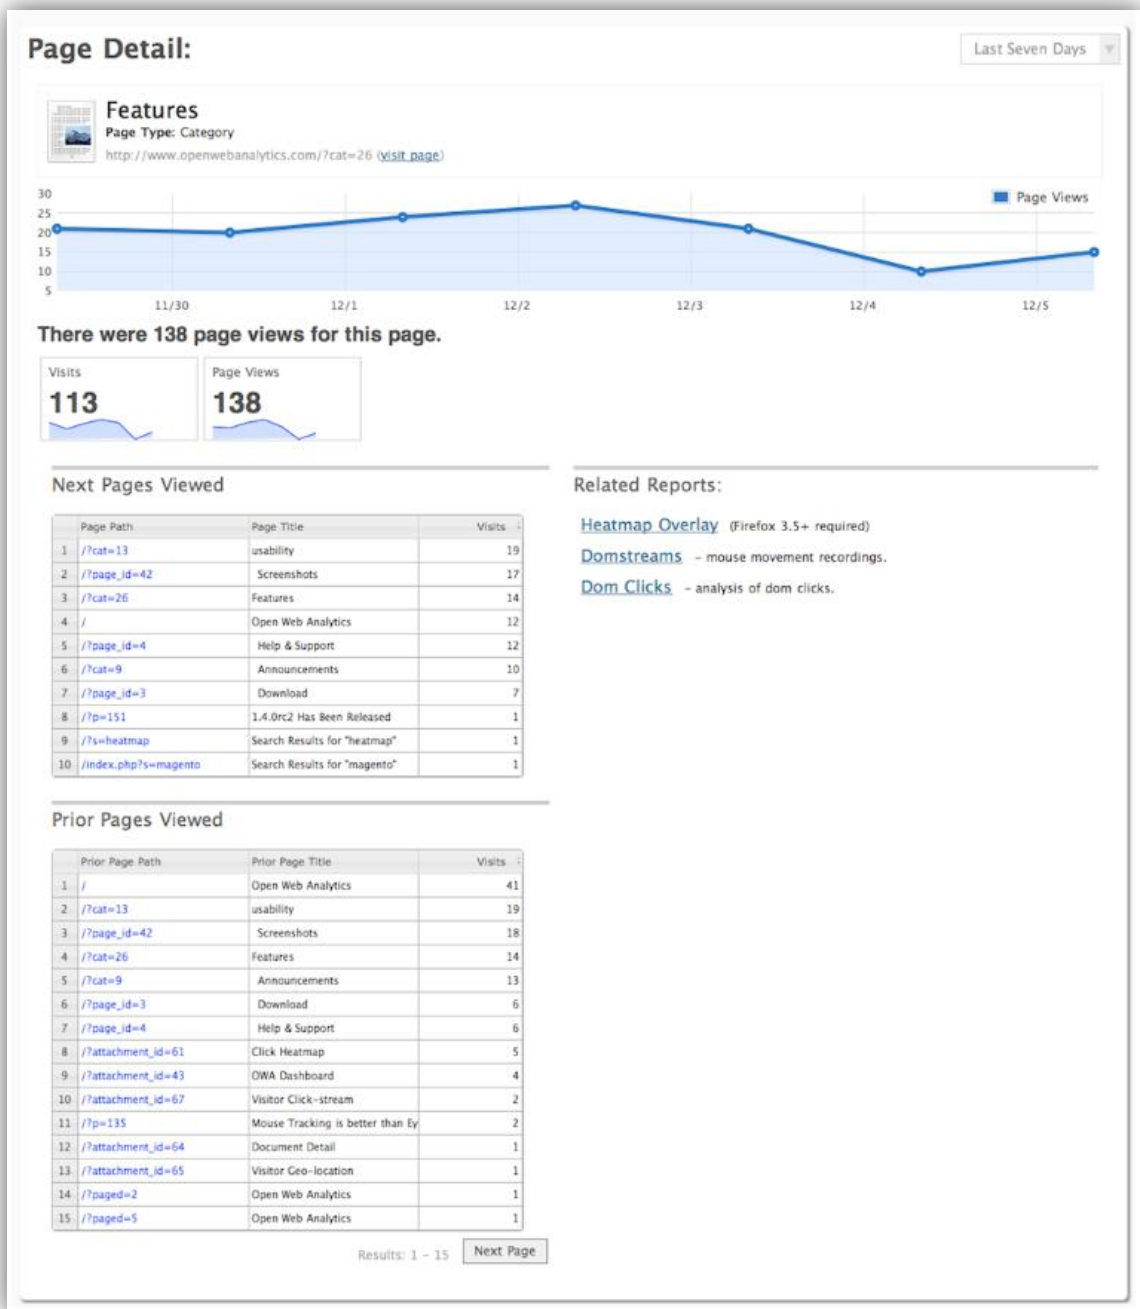 Page Detail:
Last Seven Days
Features
Page Type: Category
http://www.openwebanalytics.com/?cat=26 (visit page)
30
25
20
15
10
5
Page Views
11/30 12/1 12/2 12/3 12/4 12/5
There were 138 page views for this page.
Visits Page Views
113 138
Next Pages Viewed
Page Path Page Title Visits
1 /?cat=13 usability 19
2 /?page_id=42 Screenshots 17
3 /?cat=26 Features 14
4 / Open Web Analytics 12
5 /?page_id=4 Help & Support 12
6 /?cat=9 Announcements 10
7 /?page_id=3 Download 7
8 /?p=151 1.4.0rc2 Has Been Released 1
9 /?s=heatmap Search Results for "heatmap" 1
10 /index.php?s=magento Search Results for "magento" 1
Related Reports:
Heatmap Overlay (Firefox 3.5+ required)
Domstreams – mouse movement recordings.
Dom Clicks – analysis of dom clicks.
Prior Pages Viewed
Prior Page Path Prior Page Title Visits
1 / Open Web Analytics 41
2 /?cat=13 usability 19
3 /?page_id=42 Screenshots 18
4 /?cat=26 Features 14
5 /?cat=9 Announcements 13
6 /?page_id=3 Download 6
7 /?page_id=4 Help & Support 6
8 /?attachment_id=61 Click Heatmap 5
9 /?attachment_id=43 OWA Dashboard 4
10 /?attachment_id=67 Visitor Click-stream 2
11 /?p=135 Mouse Tracking is better than Ey 2
12 /?attachment_id=64 Document Detail 1
13 /?attachment_id=65 Visitor Geo-location 1
14 /?paged=2 Open Web Analytics 1
15 /?paged=5 Open Web Analytics 1
Results: 1 – 15 Next Page